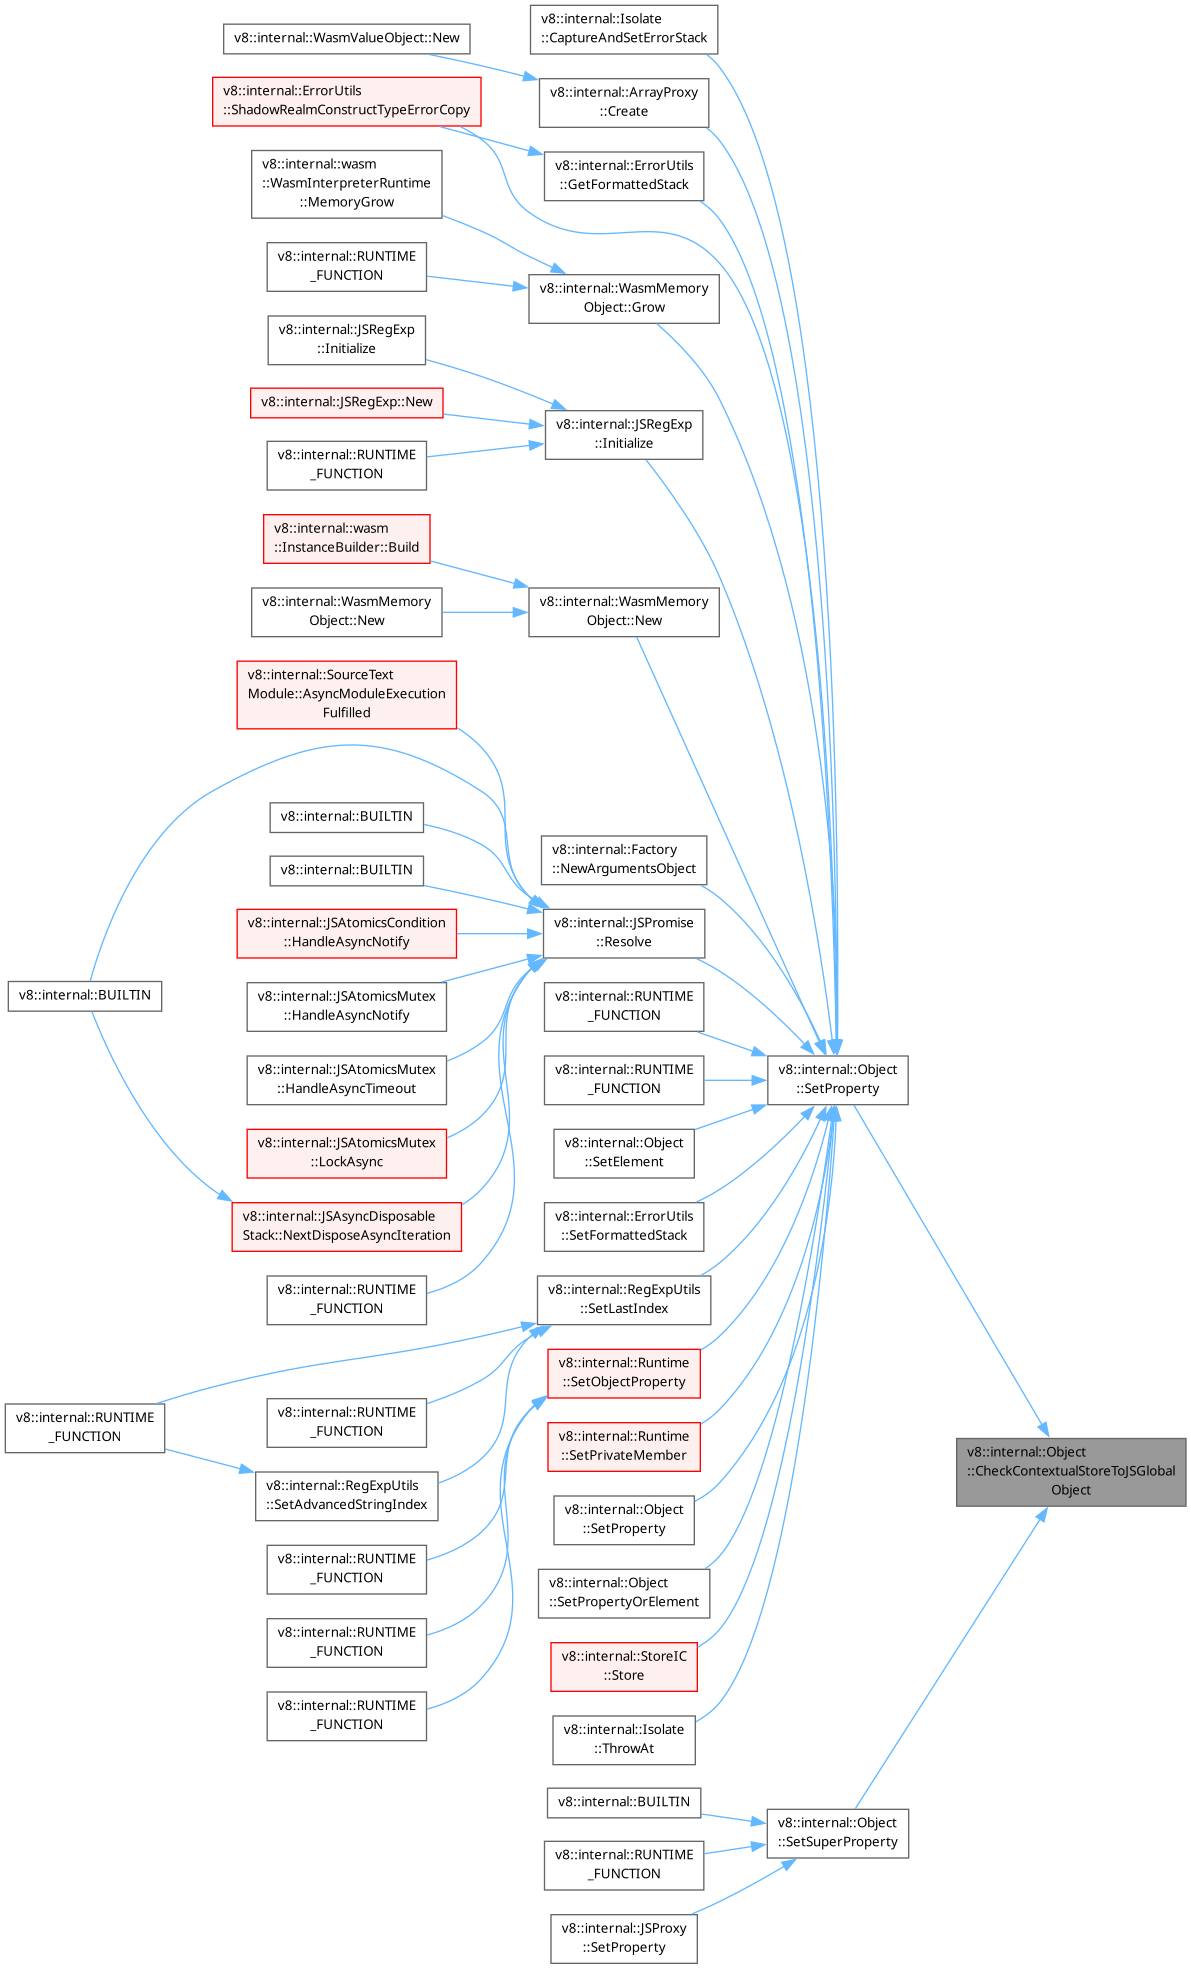 v8::internal::Isolate
::CaptureAndSetErrorStack
v8::internal::WasmValueObject::New
v8::internal::ErrorUtils
::ShadowRealmConstructTypeErrorCopy
v8::internal::ArrayProxy
::Create
v8::internal::wasm
::WasmInterpreterRuntime
::MemoryGrow
v8::internal::ErrorUtils
::GetFormattedStack
v8::internal::RUNTIME
_FUNCTION
v8::internal::WasmMemory
Object::Grow
v8::internal::JSRegExp
::Initialize
v8::internal::JSRegExp::New
v8::internal::JSRegExp
::Initialize
v8::internal::RUNTIME
_FUNCTION
v8::internal::wasm
::InstanceBuilder::Build
v8::internal::WasmMemory
Object::New
v8::internal::WasmMemory
Object::New
v8::internal::SourceText
Module::AsyncModuleExecution
Fulfilled
v8::internal::BUILTIN
v8::internal::Factory
::NewArgumentsObject
v8::internal::BUILTIN
v8::internal::JSAtomicsCondition
::HandleAsyncNotify
v8::internal::JSPromise
::Resolve
v8::internal::BUILTIN
v8::internal::JSAtomicsMutex
::HandleAsyncNotify
v8::internal::RUNTIME
_FUNCTION
v8::internal::JSAtomicsMutex
::HandleAsyncTimeout
v8::internal::RUNTIME
_FUNCTION
v8::internal::Object
::SetProperty
v8::internal::JSAtomicsMutex
::LockAsync
v8::internal::Object
::SetElement
v8::internal::JSAsyncDisposable
Stack::NextDisposeAsyncIteration
v8::internal::ErrorUtils
::SetFormattedStack
v8::internal::RUNTIME
_FUNCTION
v8::internal::RegExpUtils
::SetLastIndex
v8::internal::RUNTIME
_FUNCTION
v8::internal::RUNTIME
_FUNCTION
v8::internal::Runtime
::SetObjectProperty
v8::internal::RegExpUtils
::SetAdvancedStringIndex
v8::internal::Runtime
::SetPrivateMember
v8::internal::Object
::CheckContextualStoreToJSGlobal
Object
v8::internal::RUNTIME
_FUNCTION
v8::internal::Object
::SetProperty
v8::internal::RUNTIME
_FUNCTION
v8::internal::Object
::SetPropertyOrElement
v8::internal::RUNTIME
_FUNCTION
v8::internal::StoreIC
::Store
v8::internal::Isolate
::ThrowAt
v8::internal::BUILTIN
v8::internal::RUNTIME
_FUNCTION
v8::internal::Object
::SetSuperProperty
v8::internal::JSProxy
::SetProperty